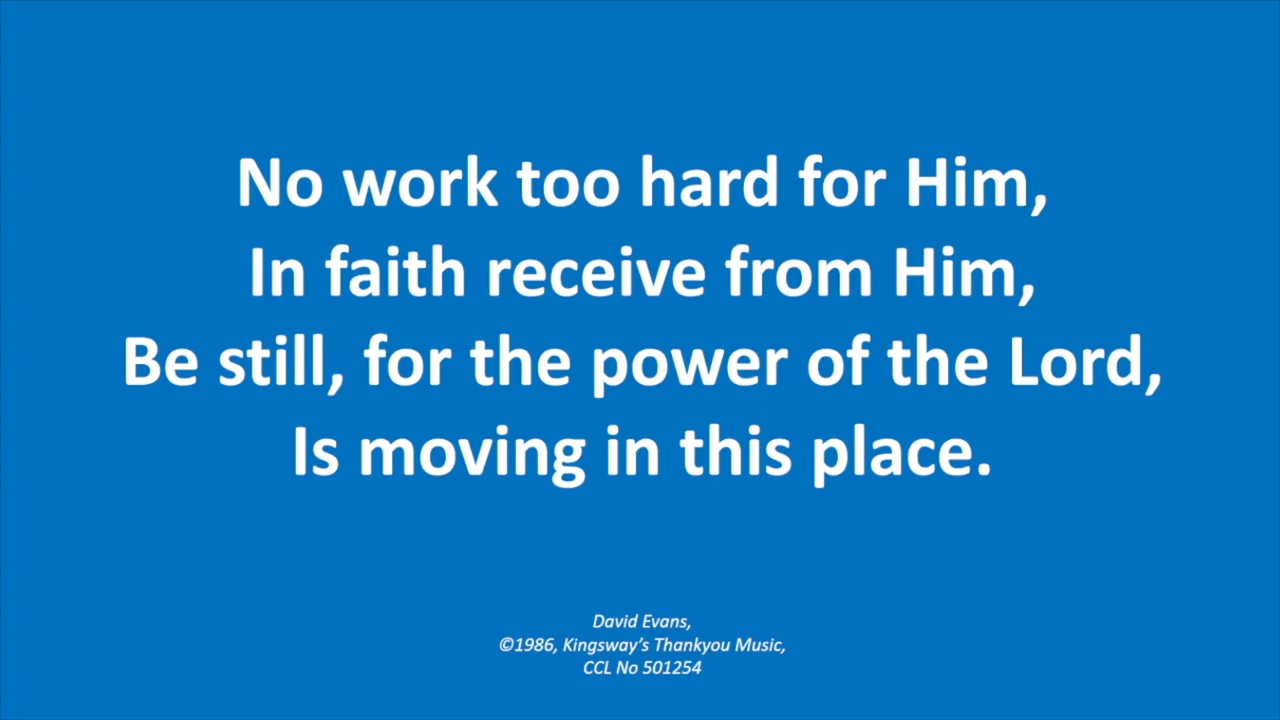 No work too hard for Him,
In faith receive from Him,
Be still, for the power of the Lord,
Is moving in this place.
David Evans,
©1986, Kingsway’s Thankyou Music,
CCL No 501254